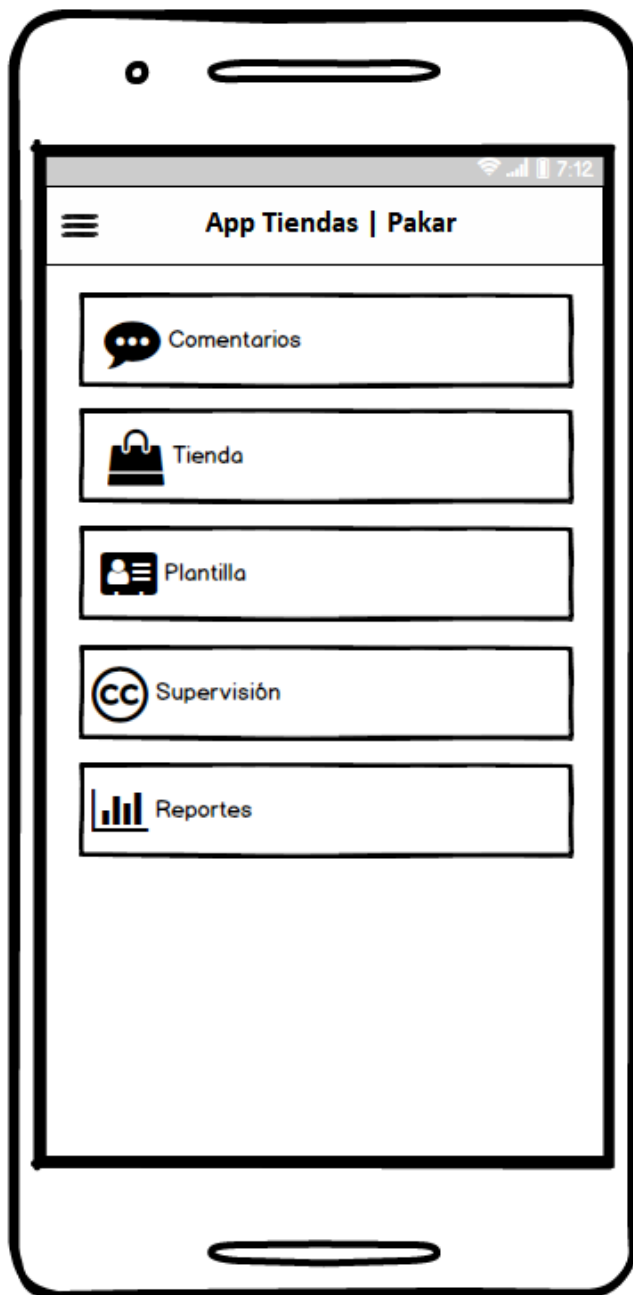 7:12
App Tiendas | Pakar
Comentarios
Tienda
Plantilla
CC Supervisión
Reportes